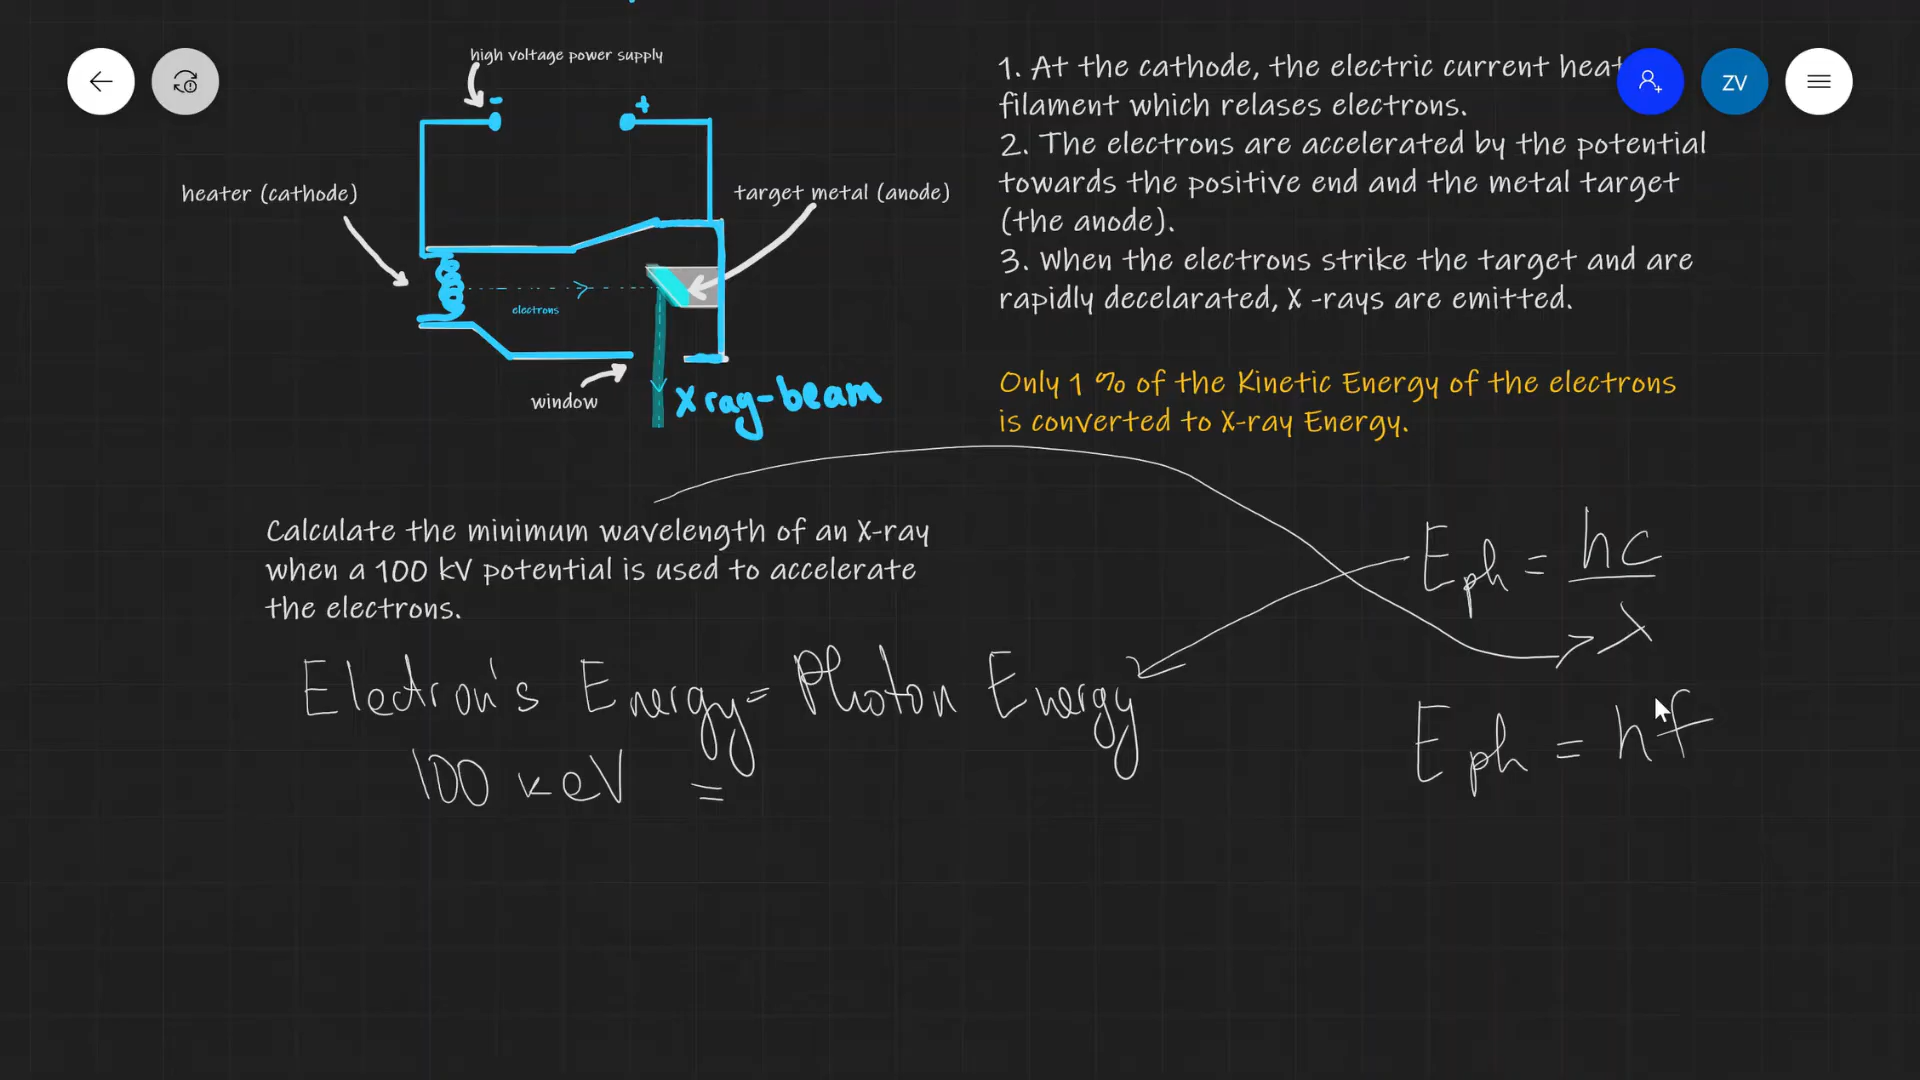 high voltage power supply
- +
heater (cathode)
target metal (anode)
electrons
window
X ray-beam
1. At the cathode, the electric current heat
filament which relases electrons.
2. The electrons are accelerated by the potential
towards the positive end and the metal target
(the anode).
3. When the electrons strike the target and are
rapidly decelarated, X -rays are emitted.
Only 1 % of the Kinetic Energy of the electrons
is converted to X-ray Energy.
ZV
Calculate the minimum wavelength of an X-ray
when a 100 kV potential is used to accelerate
the electrons.
Electron's Energy = Photon Energy
100 keV =
Eph = hc
λ
Eph = hf